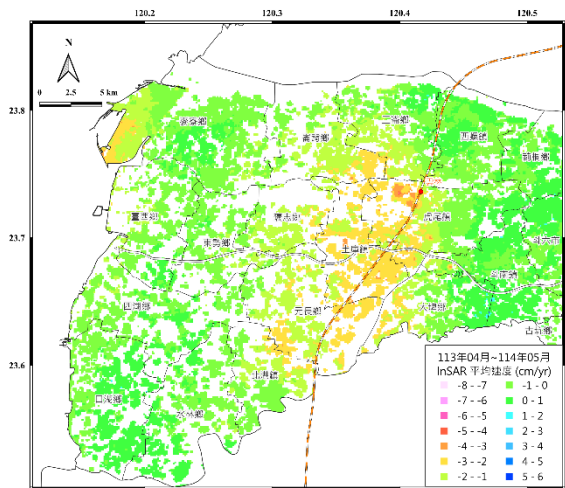 120.2
120.3
120.4
120.5
N
0 2.5 5 km
23.8
二崙鄉
麥寮鄉
崙背鄉
西螺鎮
莿桐鄉
臺西鄉
褒忠鄉
虎尾鎮
23.7
東勢鄉
土庫鎮
斗六市
斗南鎮
四湖鄉
元長鄉
大埤鄉
古坑鄉
23.6
北港鎮
口湖鄉
水林鄉
113年04月~114年05月
InSAR 平均速度 (cm/yr)
-8 - -7
-7 - -6
-6 - -5
-5 - -4
-4 - -3
-3 - -2
-2 - -1
-1 - 0
0 - 1
1 - 2
2 - 3
3 - 4
4 - 5
5 - 6